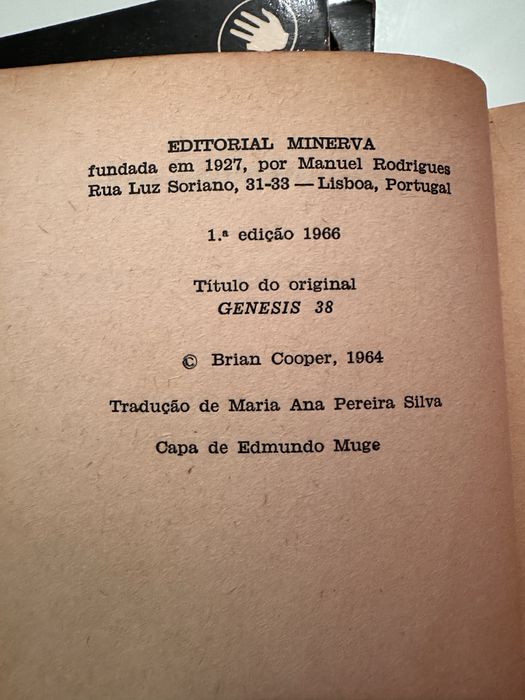 EDITORIAL MINERVA
fundada em 1927, por Manuel Rodrigues
Rua Luz Soriano, 31-33 — Lisboa, Portugal
1.ª edição 1966
Título do original
GENESIS 38
© Brian Cooper, 1964
Tradução de Maria Ana Pereira Silva
Capa de Edmundo Muge